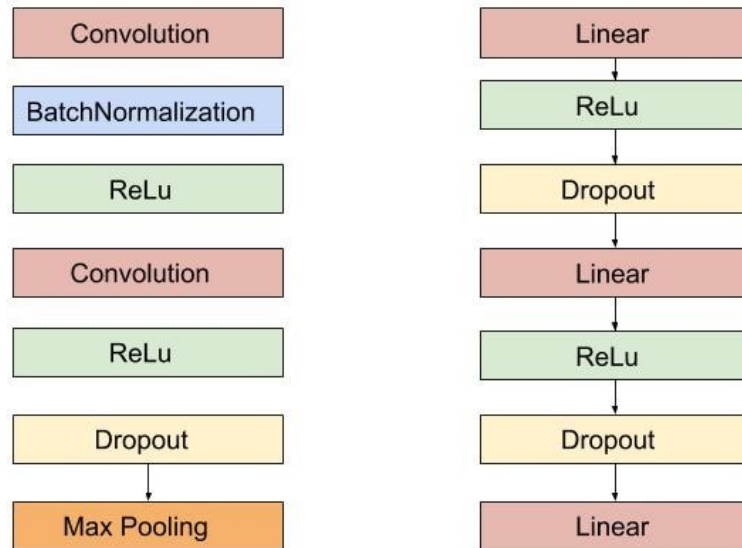 Convolution
BatchNormalization
ReLu
Convolution
ReLu
Dropout
Max Pooling
Linear
ReLu
Dropout
Linear
ReLu
Dropout
Linear